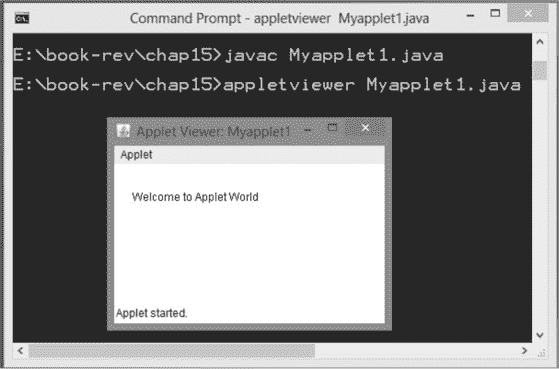 Command Prompt - appletviewer Myapplet1.java
E:\book-rev\chap15>javac Myapplet1.java
E:\book-rev\chap15>appletviewer Myapplet1.java
Applet Viewer: Myapplet1
Applet
Welcome to Applet World
Applet started.